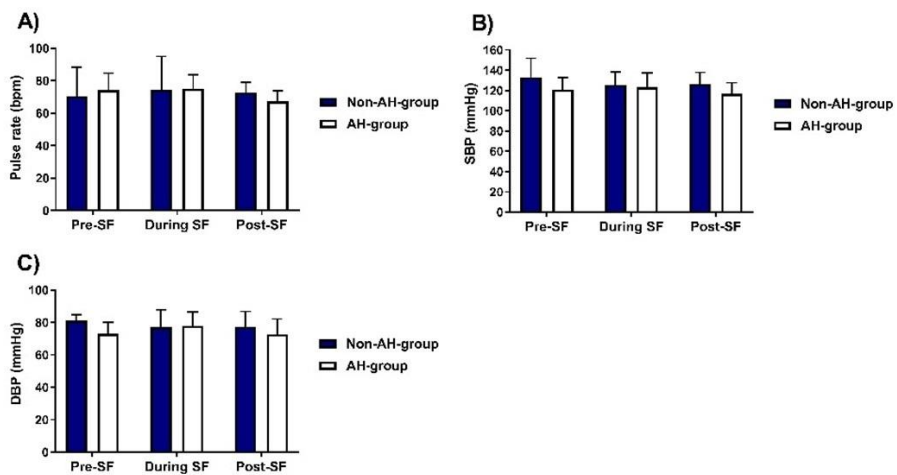 A)
Pulse rate (bpm)
100
80
60
40
20
0
Pre-SF During SF Post-SF
Non-AH-group
AH-group
B)
SBP (mmHg)
160
140
120
100
80
60
40
20
0
Pre-SF During SF Post-SF
Non-AH-group
AH-group
C)
DBP (mmHg)
100
80
60
40
20
0
Pre-SF During SF Post-SF
Non-AH-group
AH-group